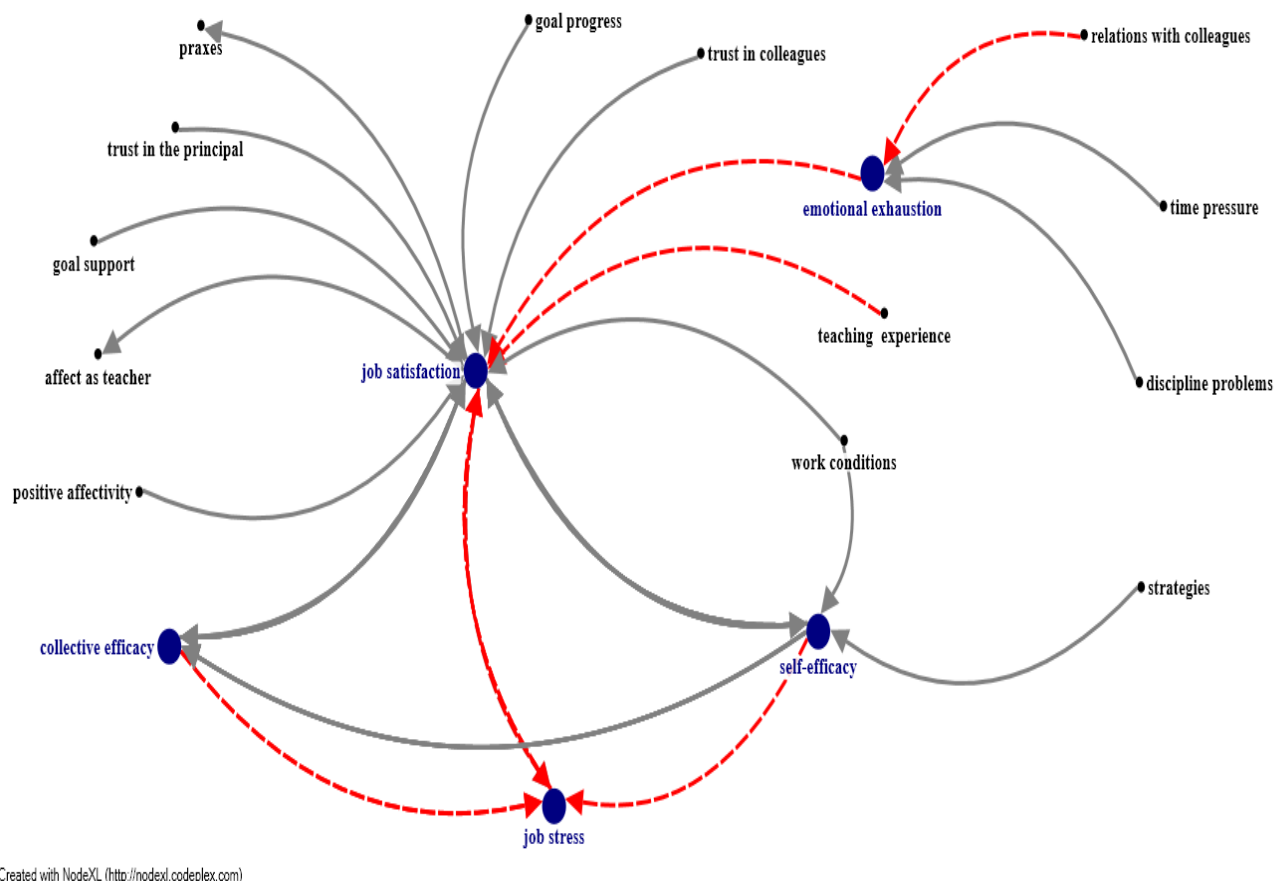 goal progress
praxes
relations with colleagues
trust in colleagues
trust in the principal
emotional exhaustion
time pressure
goal support
teaching  experience
affect as teacher
job satisfaction
discipline problems
work conditions
positive affectivity
strategies
collective efficacy
self-efficacy
job stress
Created with NodeXL (http://nodexl.codeplex.com)